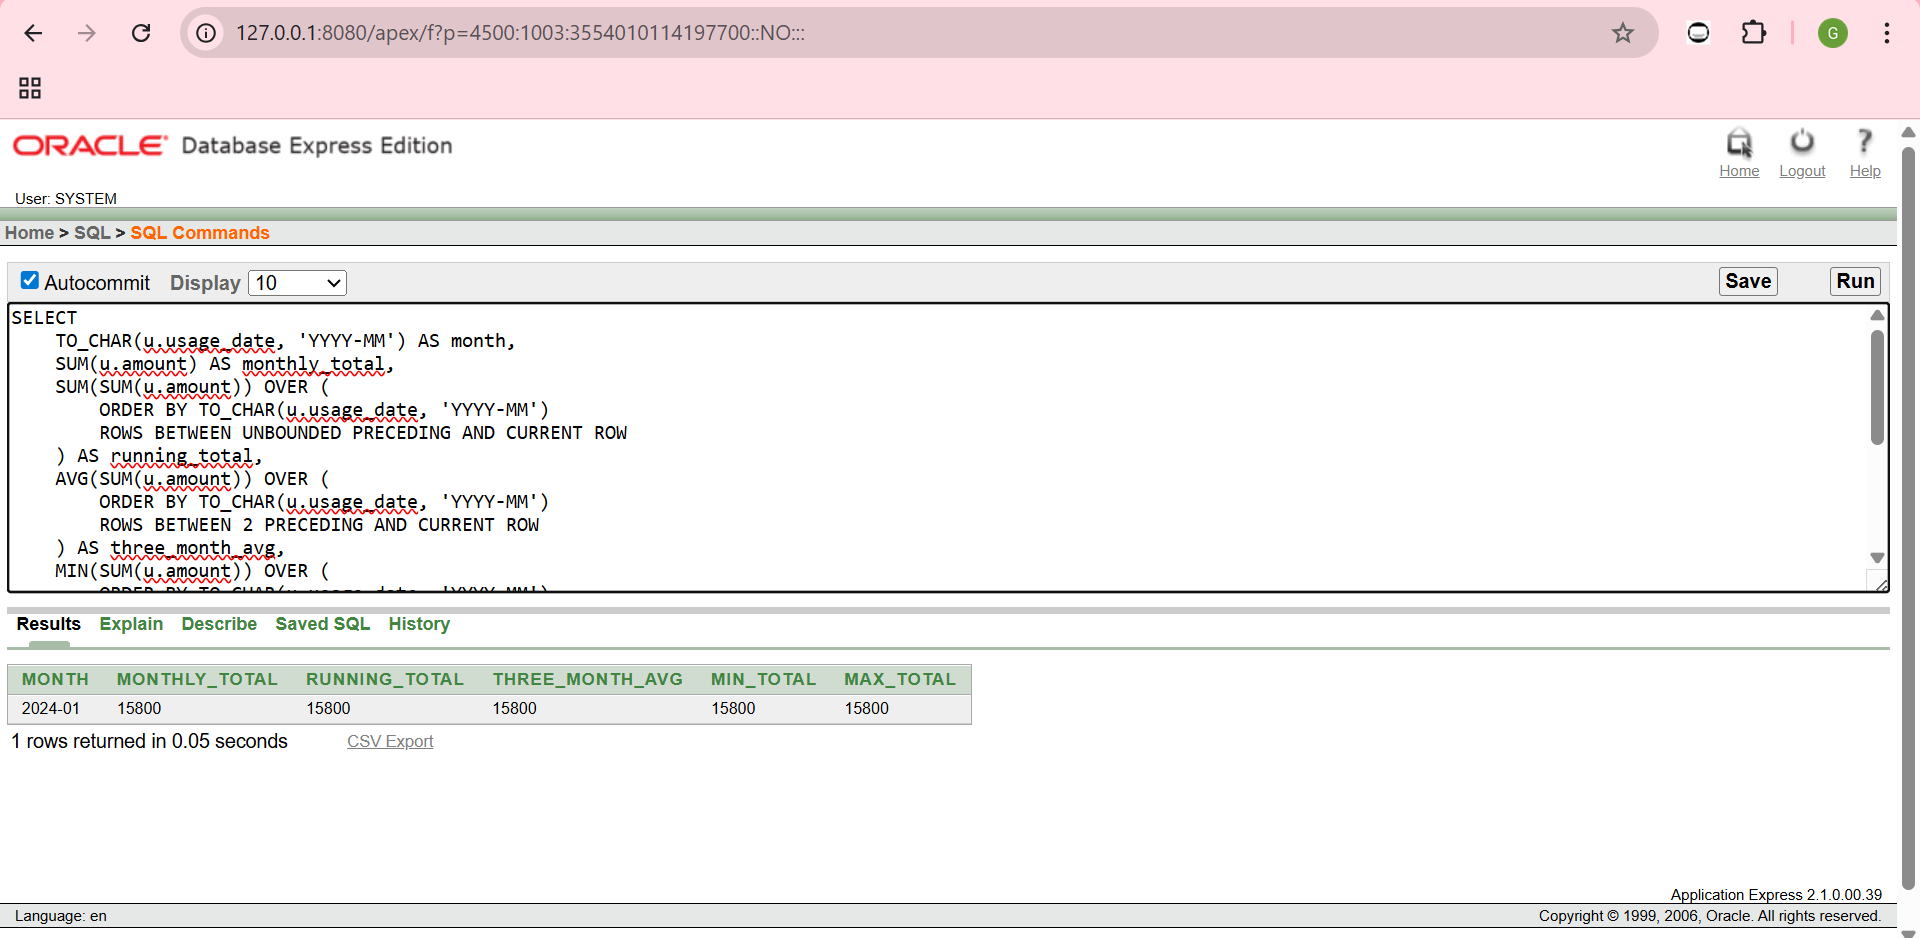 127.0.0.1:8080/apex/f?p=4500:1003:3554010114197700::NO:::
G
ORACLE Database Express Edition
Home Logout Help
User: SYSTEM
Home > SQL > SQL Commands
Autocommit Display 10 Save Run
SELECT
TO_CHAR(u.usage_date, 'YYYY-MM') AS month,
SUM(u.amount) AS monthly_total,
SUM(SUM(u.amount)) OVER (
ORDER BY TO_CHAR(u.usage_date, 'YYYY-MM')
ROWS BETWEEN UNBOUNDED PRECEDING AND CURRENT ROW
) AS running_total,
AVG(SUM(u.amount)) OVER (
ORDER BY TO_CHAR(u.usage_date, 'YYYY-MM')
ROWS BETWEEN 2 PRECEDING AND CURRENT ROW
) AS three_month_avg,
MIN(SUM(u.amount)) OVER (
ORDER BY TO_CHAR(u.usage_date, 'YYYY-MM')
Results Explain Describe Saved SQL History
MONTH MONTHLY_TOTAL RUNNING_TOTAL THREE_MONTH_AVG MIN_TOTAL MAX_TOTAL
2024-01 15800 15800 15800 15800 15800
1 rows returned in 0.05 seconds CSV Export
Application Express 2.1.0.00.39
Language: en Copyright © 1999, 2006, Oracle. All rights reserved.